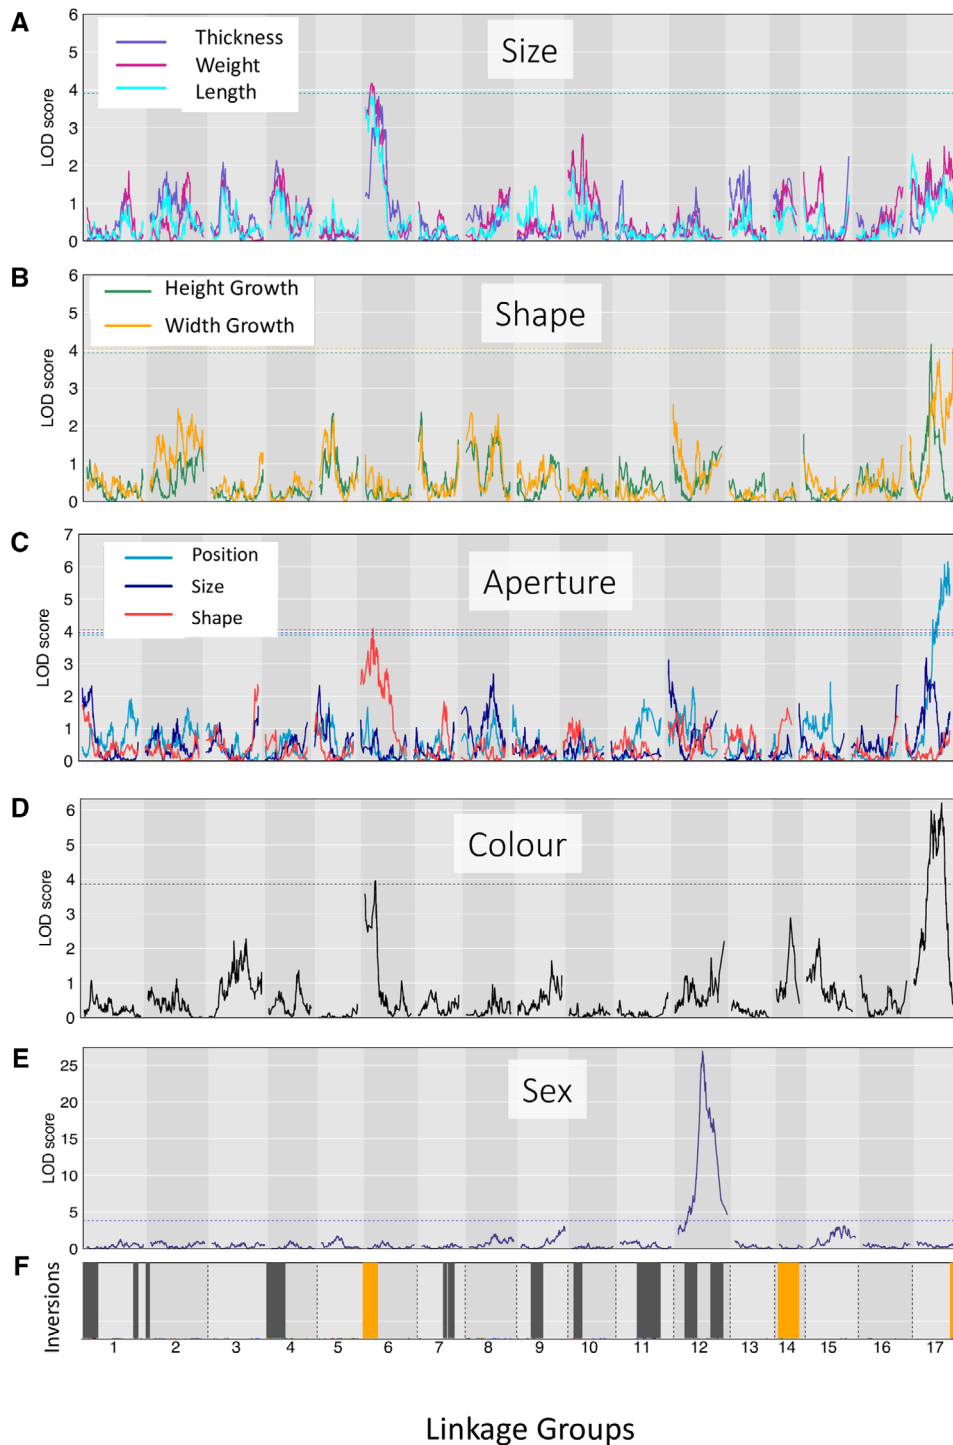 A
6
5
4
3
2
1
0
LOD score
Thickness
Weight
Length
Size
B
6
5
4
3
2
1
0
LOD score
Height Growth
Width Growth
Shape
C
7
6
5
4
3
2
1
0
LOD score
Position
Size
Shape
Aperture
D
6
5
4
3
2
1
0
LOD score
Colour
E
25
20
15
10
5
0
LOD score
Sex
F
Inversions
1 2 3 4 5 6 7 8 9 10 11 12 13 14 15 16 17
Linkage Groups